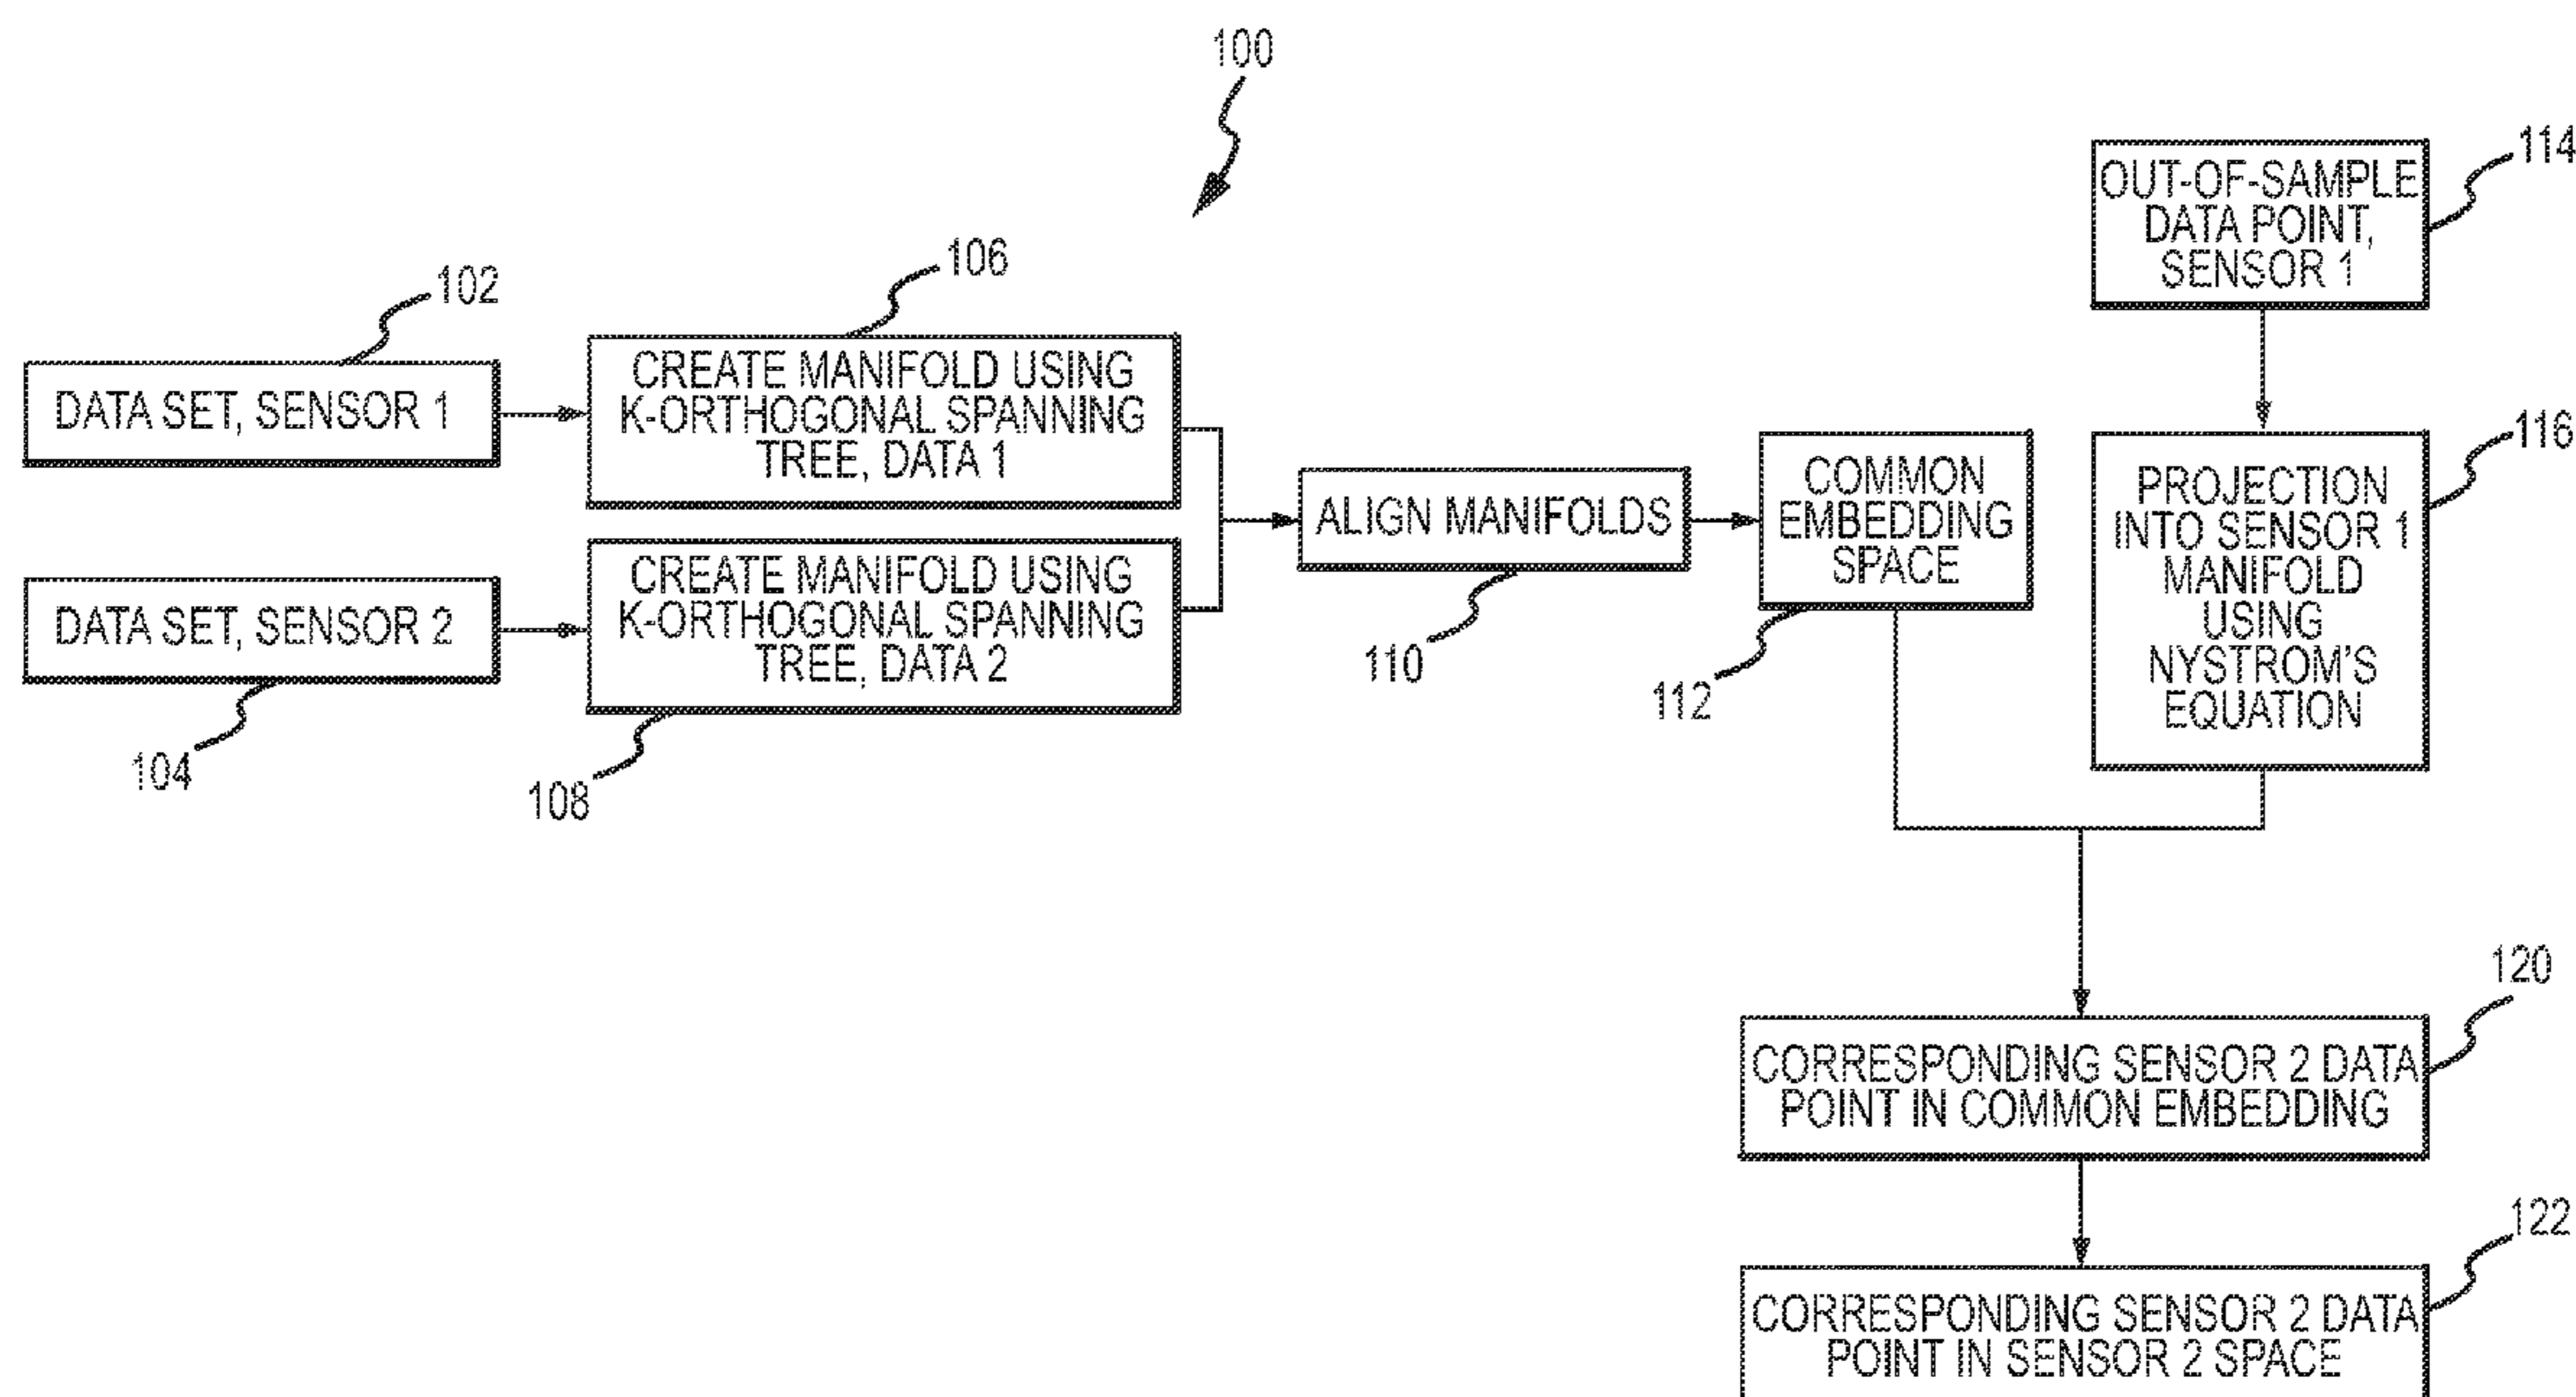 100
102
DATA SET, SENSOR 1
106
CREATE MANIFOLD USING
K-ORTHOGONAL SPANNING
TREE, DATA 1
DATA SET, SENSOR 2
104
CREATE MANIFOLD USING
K-ORTHOGONAL SPANNING
TREE, DATA 2
108
ALIGN MANIFOLDS
110
COMMON
EMBEDDING
SPACE
112
OUT-OF-SAMPLE
DATA POINT,
SENSOR 1
114
PROJECTION
INTO SENSOR 1
MANIFOLD
USING
NYSTROM'S
EQUATION
116
120
CORRESPONDING SENSOR 2 DATA
POINT IN COMMON EMBEDDING
122
CORRESPONDING SENSOR 2 DATA
POINT IN SENSOR 2 SPACE